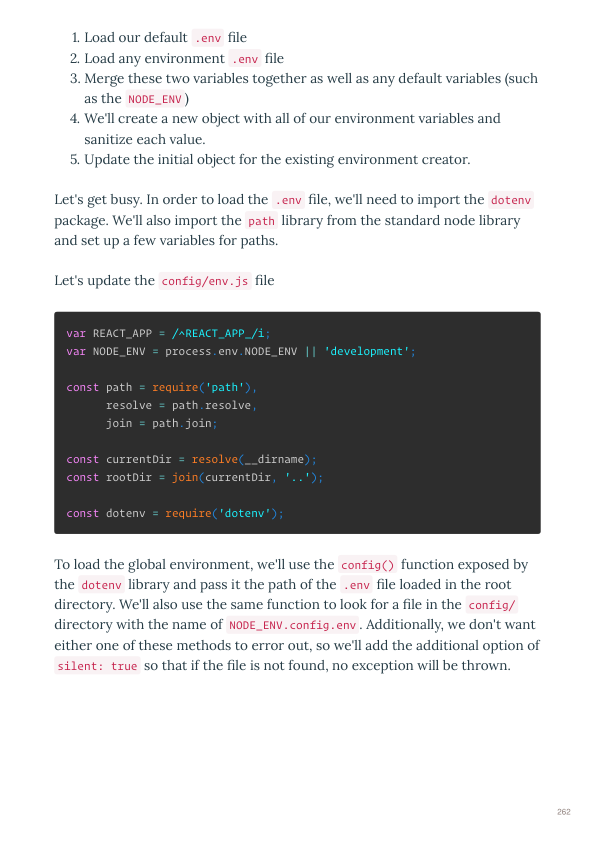 1. Load our default .env file
2. Load any environment .env file
3. Merge these two variables together as well as any default variables (such
as the NODE_ENV )
4. We'll create a new object with all of our environment variables and
sanitize each value.
5. Update the initial object for the existing environment creator.
Let's get busy. In order to load the .env file, we'll need to import the dotenv
package. We'll also import the path library from the standard node library
and set up a few variables for paths.
Let's update the config/env.js file
var REACT_APP = /^REACT_APP_/i;
var NODE_ENV = process.env.NODE_ENV || 'development';
const path = require('path'),
      resolve = path.resolve,
      join = path.join;
const currentDir = resolve(__dirname);
const rootDir = join(currentDir, '..');
const dotenv = require('dotenv');
To load the global environment, we'll use the config() function exposed by
the dotenv library and pass it the path of the .env file loaded in the root
directory. We'll also use the same function to look for a file in the config/
directory with the name of NODE_ENV.config.env . Additionally, we don't want
either one of these methods to error out, so we'll add the additional option of
silent: true so that if the file is not found, no exception will be thrown.
262